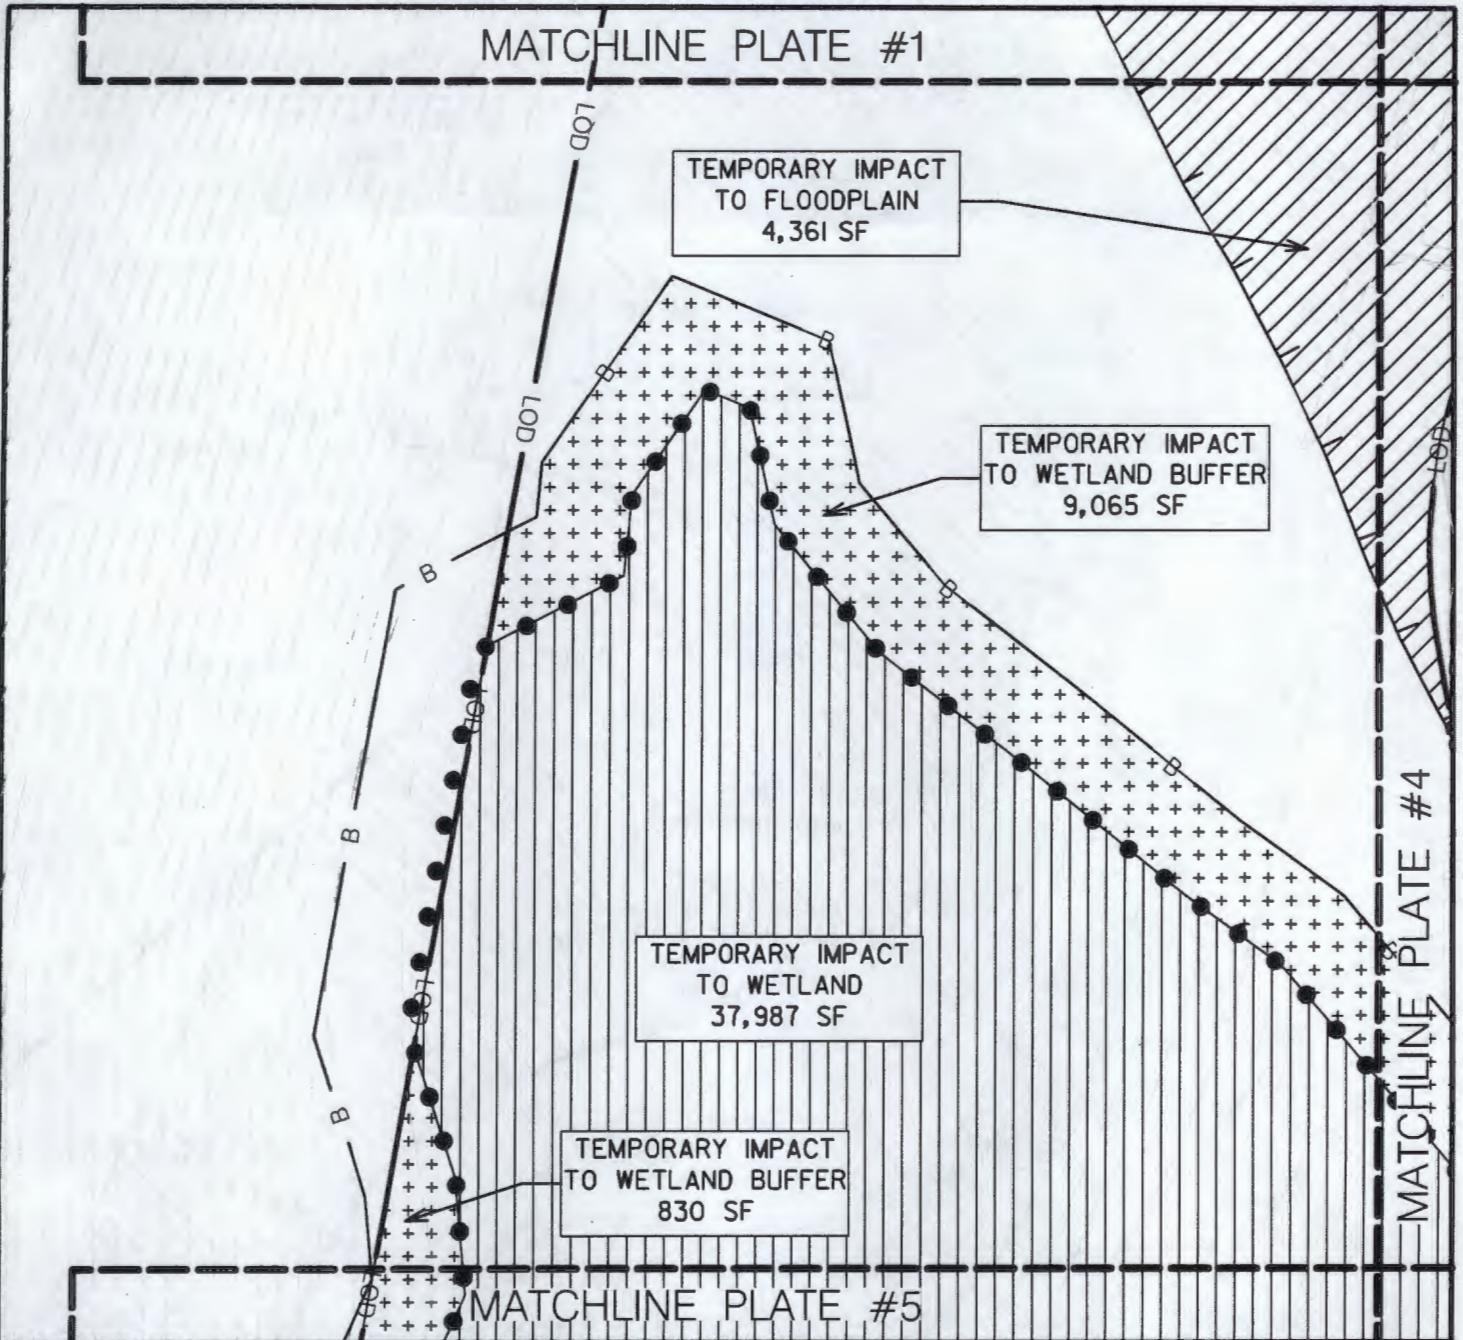 MATCHLINE PLATE #1
LOD
TEMPORARY IMPACT
TO FLOODPLAIN
4,361 SF
B
B
LOD
LOD
TEMPORARY IMPACT
TO WETLAND BUFFER
9,065 SF
B
B
LOD
B
MATCHLINE PLATE #4
B
B
TEMPORARY IMPACT
TO WETLAND
37,987 SF
LOD
B
TEMPORARY IMPACT
TO WETLAND BUFFER
830 SF
LOD
MATCHLINE PLATE #5